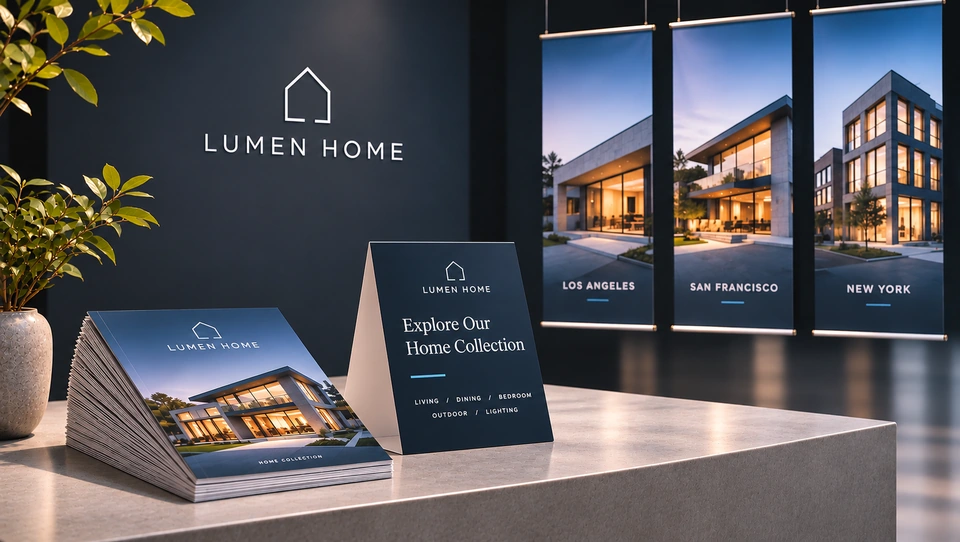 LUMEN HOME
LOS ANGELES
SAN FRANCISCO
NEW YORK
LUMEN HOME
Explore Our
Home Collection
LIVING / DINING / BEDROOM
OUTDOOR / LIGHTING
LUMEN HOME
HOME COLLECTION